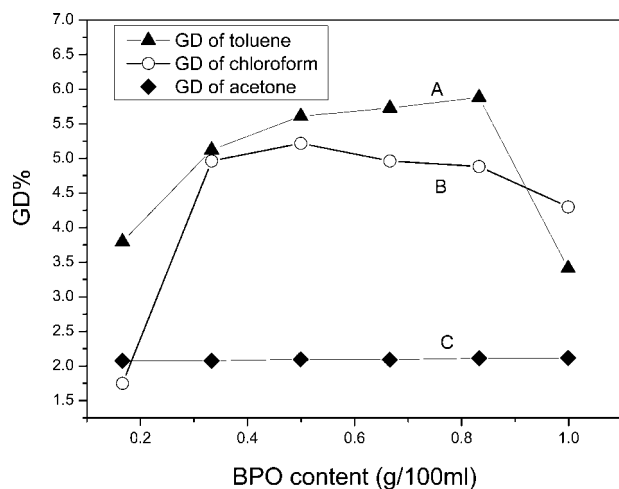 GD of toluene
GD of chloroform
GD of acetone
A
B
C
GD%
7.0
6.5
6.0
5.5
5.0
4.5
4.0
3.5
3.0
2.5
2.0
1.5
0.2 0.4 0.6 0.8 1.0
BPO content (g/100ml)